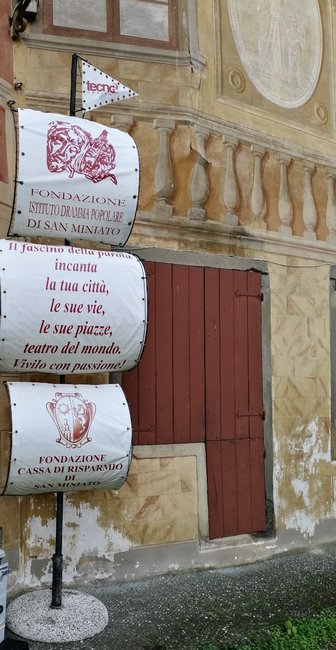 tecno
FONDAZIONE
ISTITUTO DRAMMA POPOLARE
DI SAN MINIATO
Il fascino della parola
incanta
la tua città,
le sue vie,
le sue piazze,
teatro del mondo.
Vivilo con passione!
FONDAZIONE
CASSA DI RISPARMIO
DI
SAN MINIATO